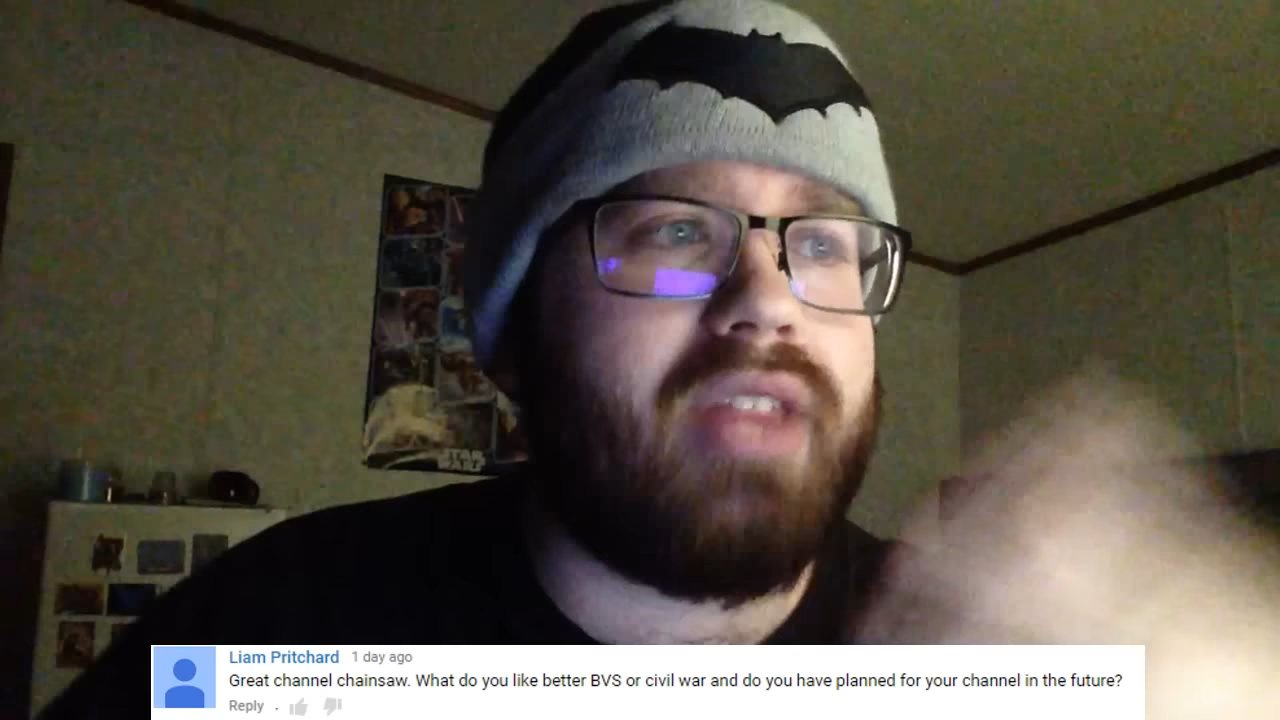 STAR
WARS
Liam Pritchard 1 day ago
Great channel chainsaw. What do you like better BVS or civil war and do you have planned for your channel in the future?
Reply